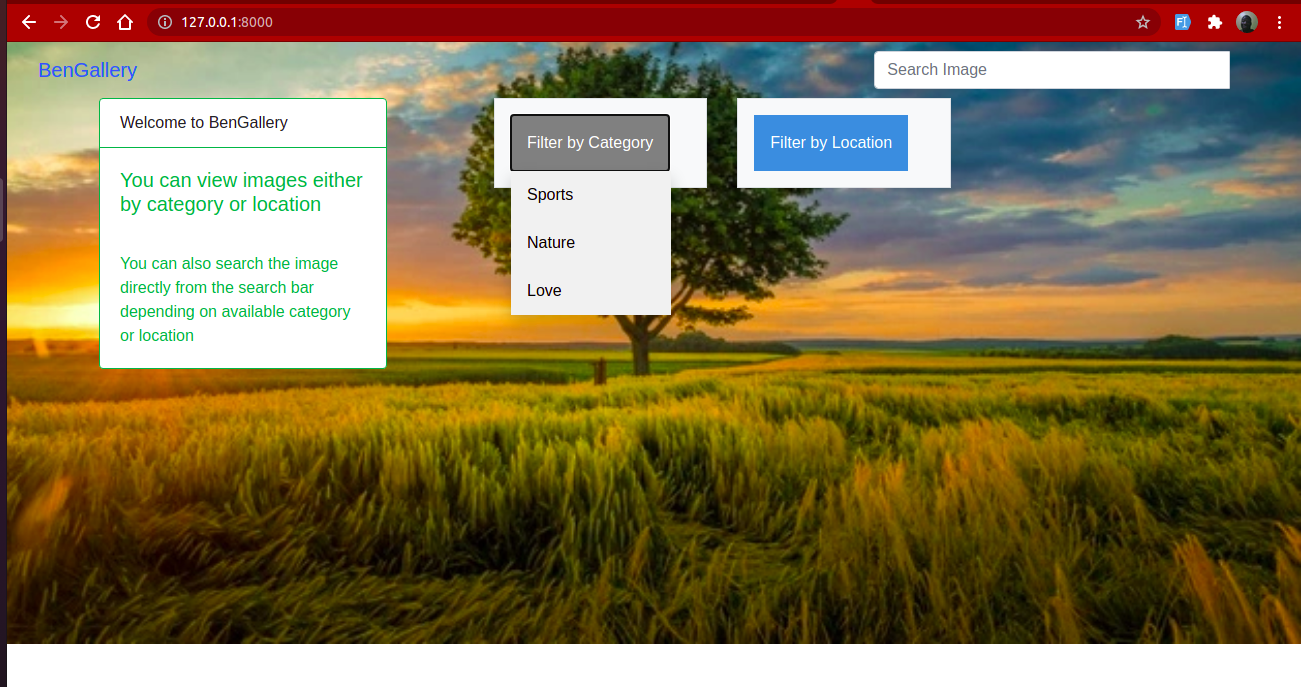 127.0.0.1:8000
BenGallery
Search Image
Welcome to BenGallery
You can view images either
by category or location
You can also search the image
directly from the search bar
depending on available category
or location
Filter by Category
Sports
Nature
Love
Filter by Location